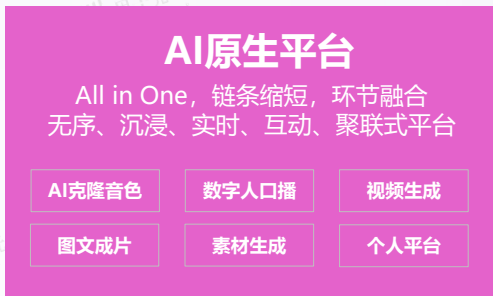 AI原生平台
All in One，链条缩短，环节融合
无序、沉浸、实时、互动、聚联式平台
AI克隆音色
数字人口播
视频生成
图文成片
素材生成
个人平台